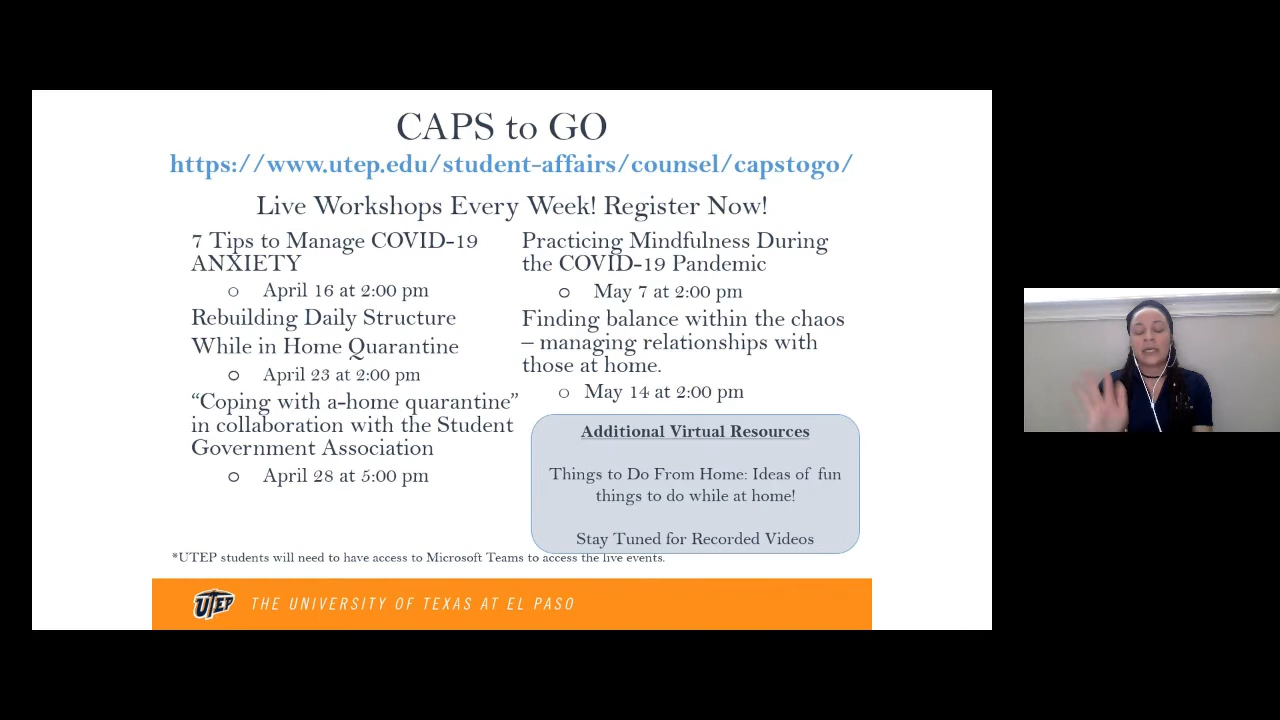 CAPS to GO
https://www.utep.edu/student-affairs/counsel/capstogo/
Live Workshops Every Week! Register Now!
7 Tips to Manage COVID-19
ANXIETY
April 16 at 2:00 pm
Rebuilding Daily Structure
While in Home Quarantine
April 23 at 2:00 pm
“Coping with a-home quarantine”
in collaboration with the Student
Government Association
April 28 at 5:00 pm
Practicing Mindfulness During
the COVID-19 Pandemic
May 7 at 2:00 pm
Finding balance within the chaos
– managing relationships with
those at home.
May 14 at 2:00 pm
Additional Virtual Resources
Things to Do From Home: Ideas of fun
things to do while at home!
Stay Tuned for Recorded Videos
*UTEP students will need to have access to Microsoft Teams to access the live events.
UTEP
THE UNIVERSITY OF TEXAS AT EL PASO